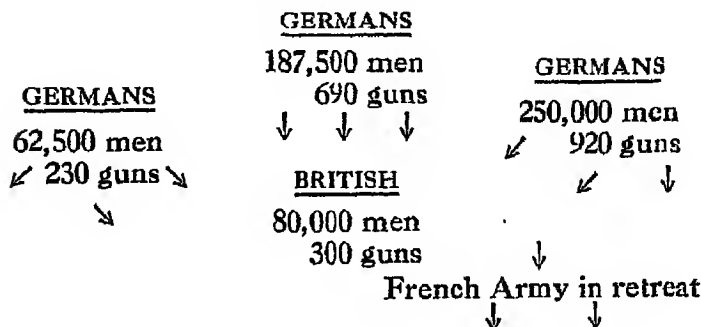 GERMANS
187,500 men
690 guns
GERMANS
62,500 men
230 guns
GERMANS
250,000 men
920 guns
BRITISH
80,000 men
300 guns
French Army in retreat